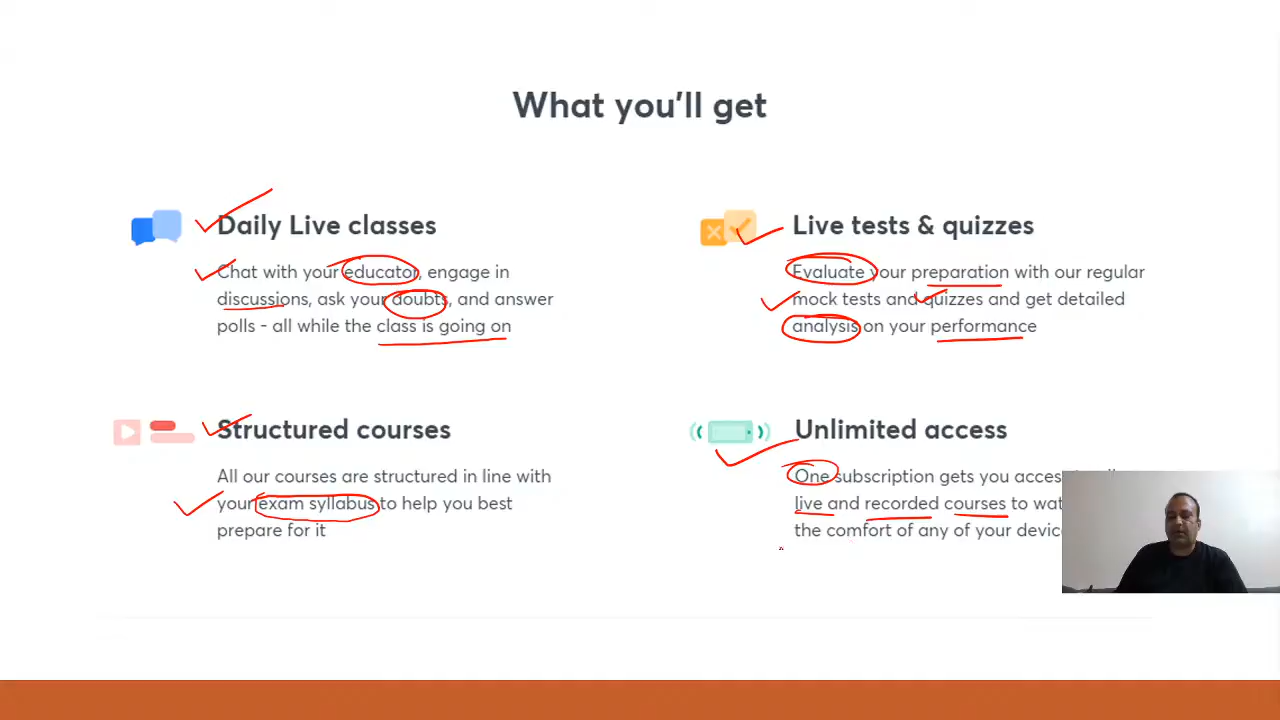 What you'll get
Daily Live classes
Chat with your educator, engage in
discussions, ask your doubts, and answer
polls - all while the class is going on
Live tests & quizzes
Evaluate your preparation with our regular
mock tests and quizzes and get detailed
analysis on your performance
Structured courses
All our courses are structured in line with
your exam syllabus to help you best
prepare for it
Unlimited access
One subscription gets you access
live and recorded courses to
the comfort of any of your